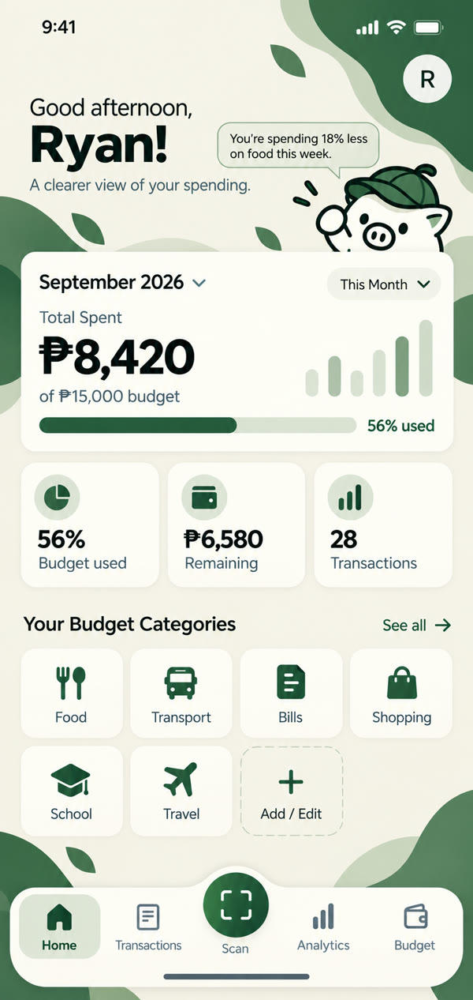 9:41
R
Good afternoon,
Ryan!
A clearer view of your spending.
You're spending 18% less
on food this week.
September 2026
This Month
Total Spent
₱8,420
of ₱15,000 budget
56% used
56%
Budget used
₱6,580
Remaining
28
Transactions
Your Budget Categories
See all
Food
Transport
Bills
Shopping
School
Travel
Add / Edit
Home
Transactions
Scan
Analytics
Budget